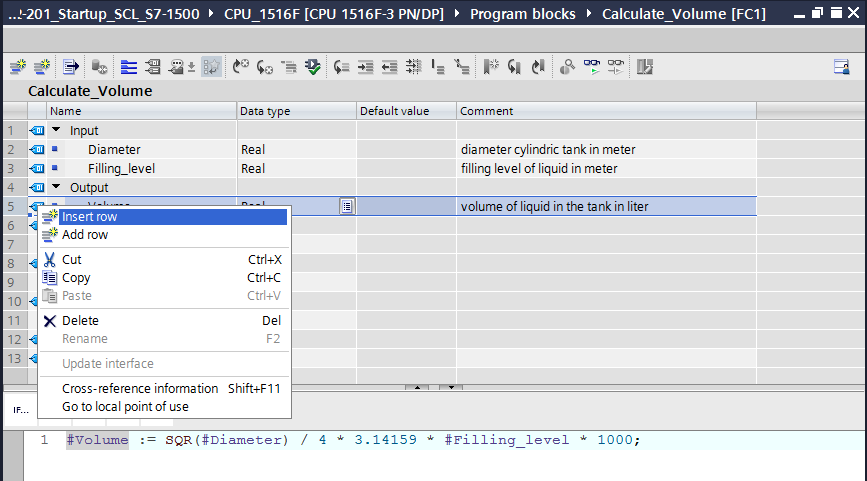 ...2-201_Startup_SCL_S7-1500 ▸ CPU_1516F [CPU 1516F-3 PN/DP] ▸ Program blocks ▸ Calculate_Volume [FC1]
Calculate_Volume
Name Data type Default value Comment
1 Input
2 Diameter Real diameter cylindric tank in meter
3 Filling_level Real filling level of liquid in meter
4 Output
5 Volume Real volume of liquid in the tank in liter
6
7
8
9
10
11
12
13
Insert row
Add row
Cut Ctrl+X
Copy Ctrl+C
Paste Ctrl+V
Delete Del
Rename F2
Update interface
Cross-reference information Shift+F11
Go to local point of use
IF...
1 #Volume := SQR(#Diameter) / 4 * 3.14159 * #Filling_level * 1000;